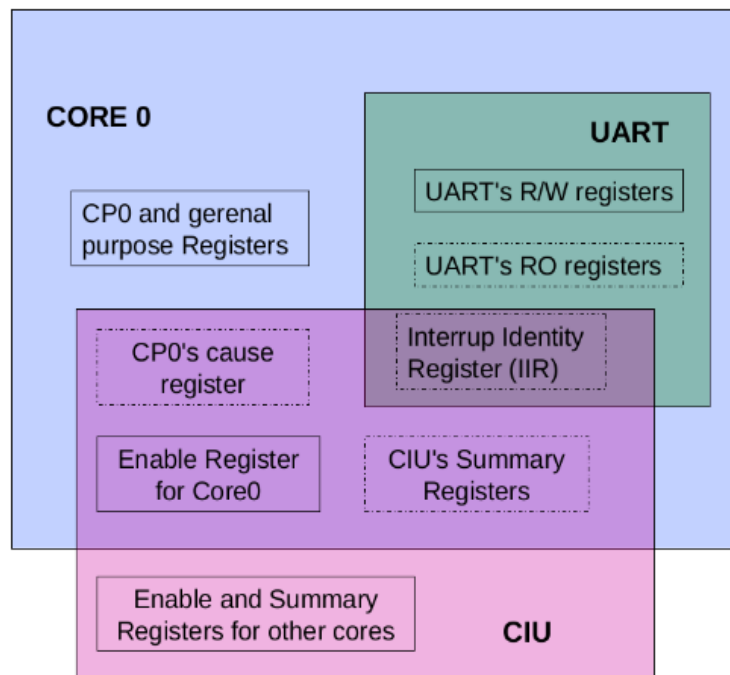 CORE 0
UART
CP0 and gerenal
purpose Registers
UART's R/W registers
UART's RO registers
CP0's cause
register
Interrup Identity
Register (IIR)
Enable Register
for Core0
CIU's Summary
Registers
Enable and Summary
Registers for other cores
CIU